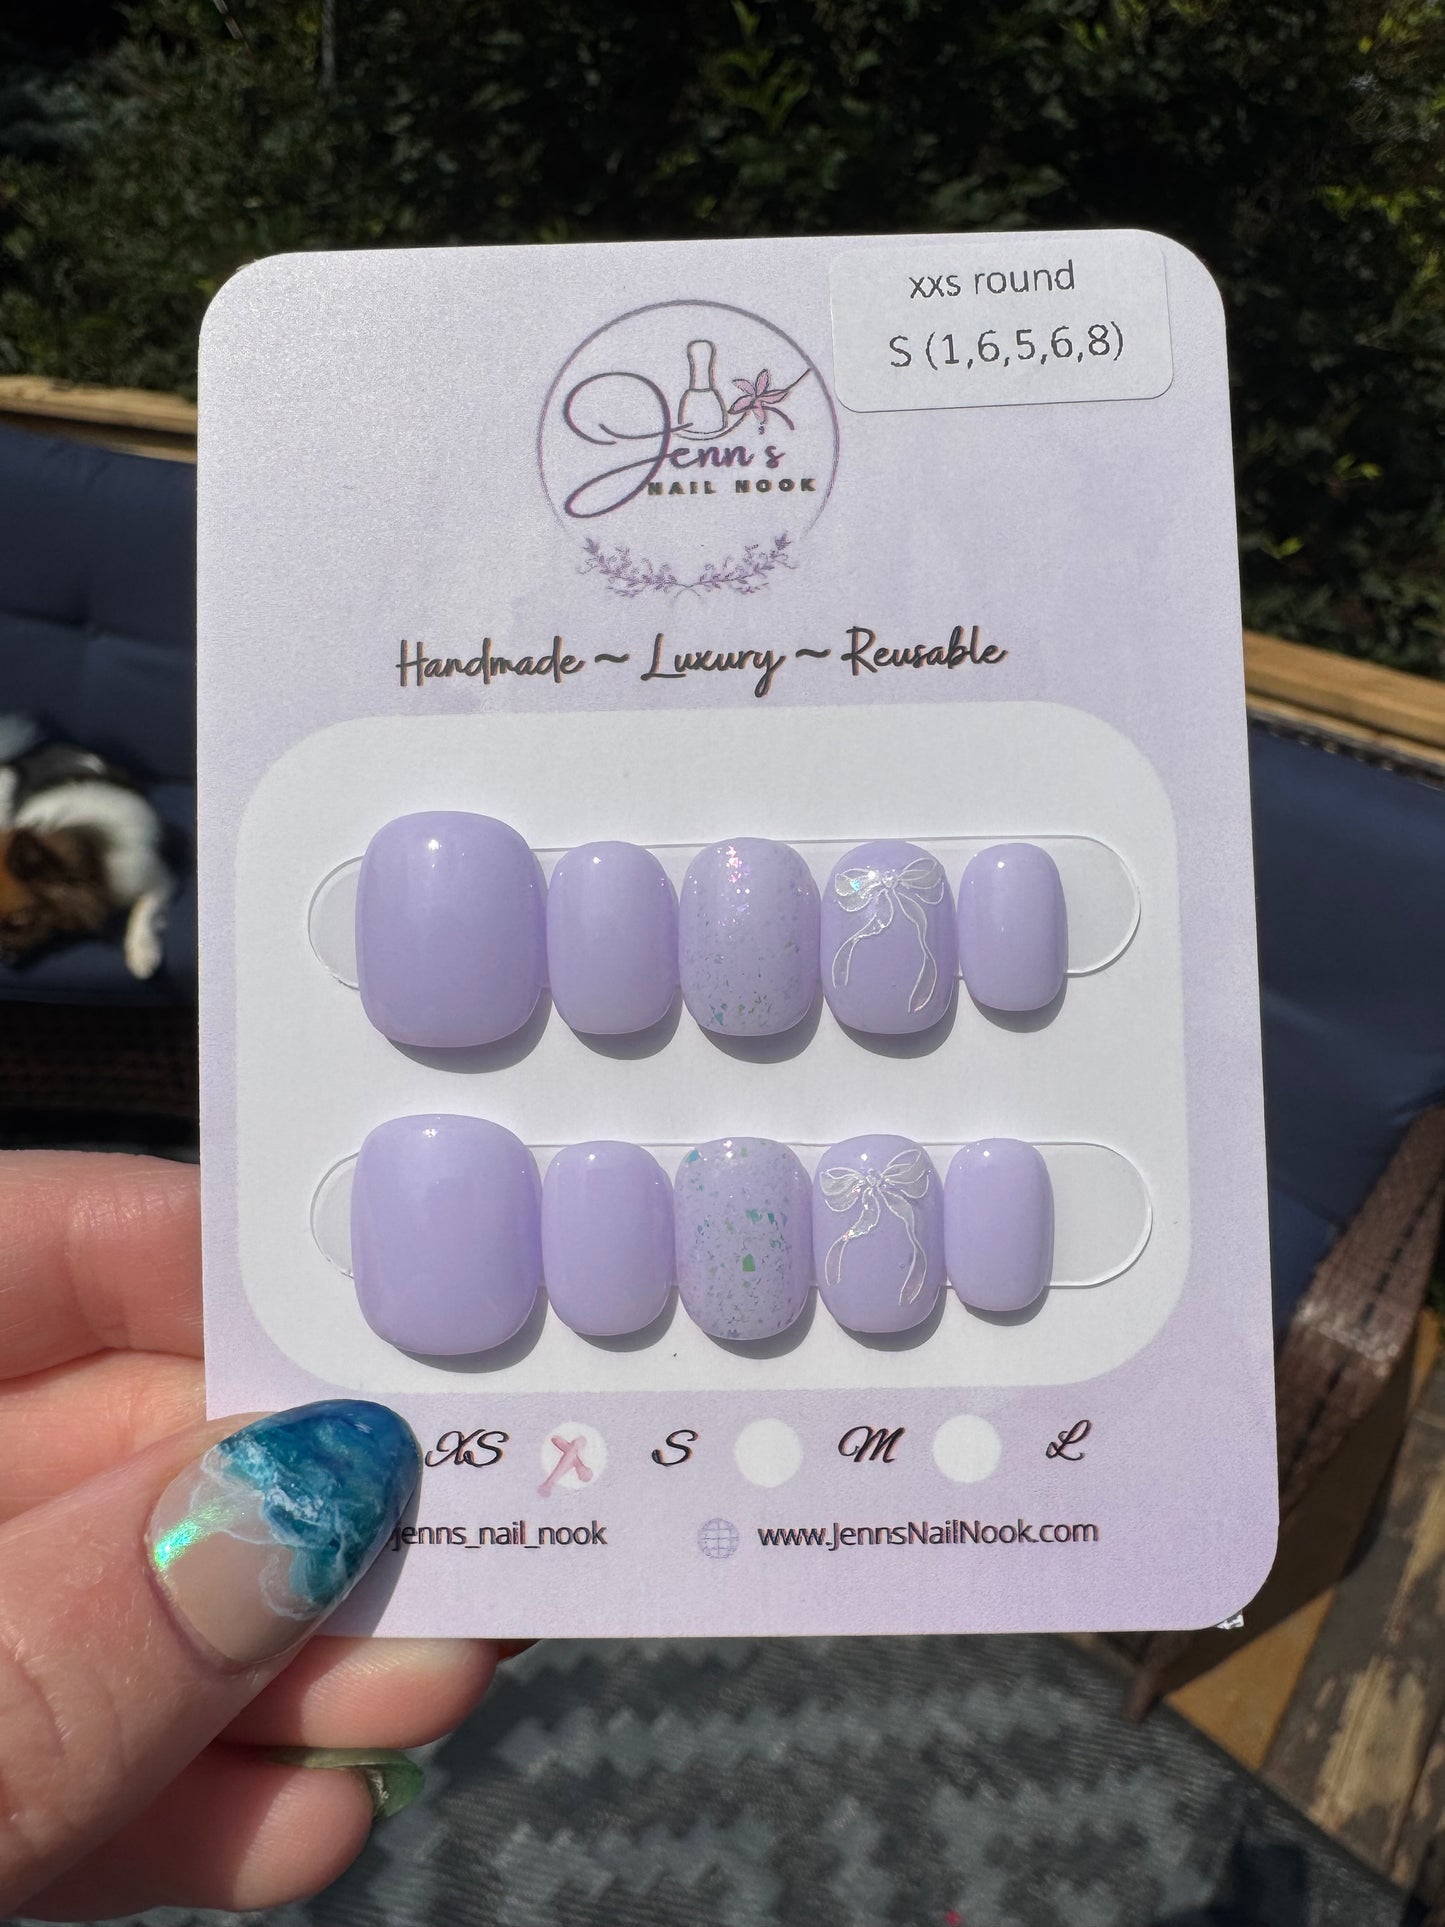 xxs round
S (1,6,5,6,8)
Jenn's
NAIL NOOK
Handmade ~ Luxury ~ Reusable
XS S M L
jenns_nail_nook www.JennsNailNook.com